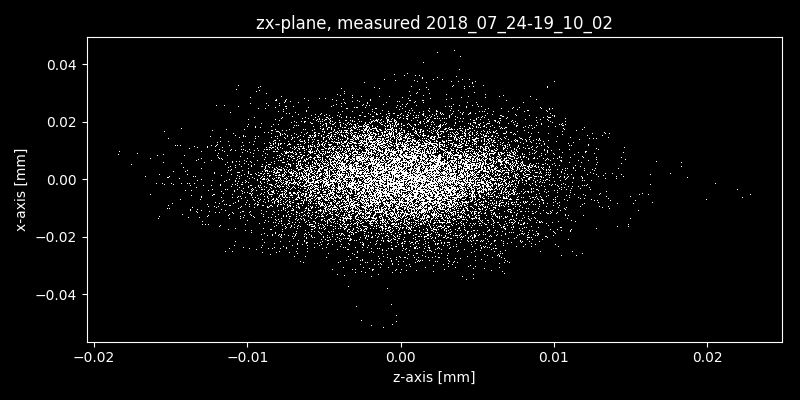 zx-plane, measured 2018_07_24-19_10_02
0.04
0.02
0.00
−0.02
−0.04
x-axis [mm]
−0.02 −0.01 0.00 0.01 0.02
z-axis [mm]